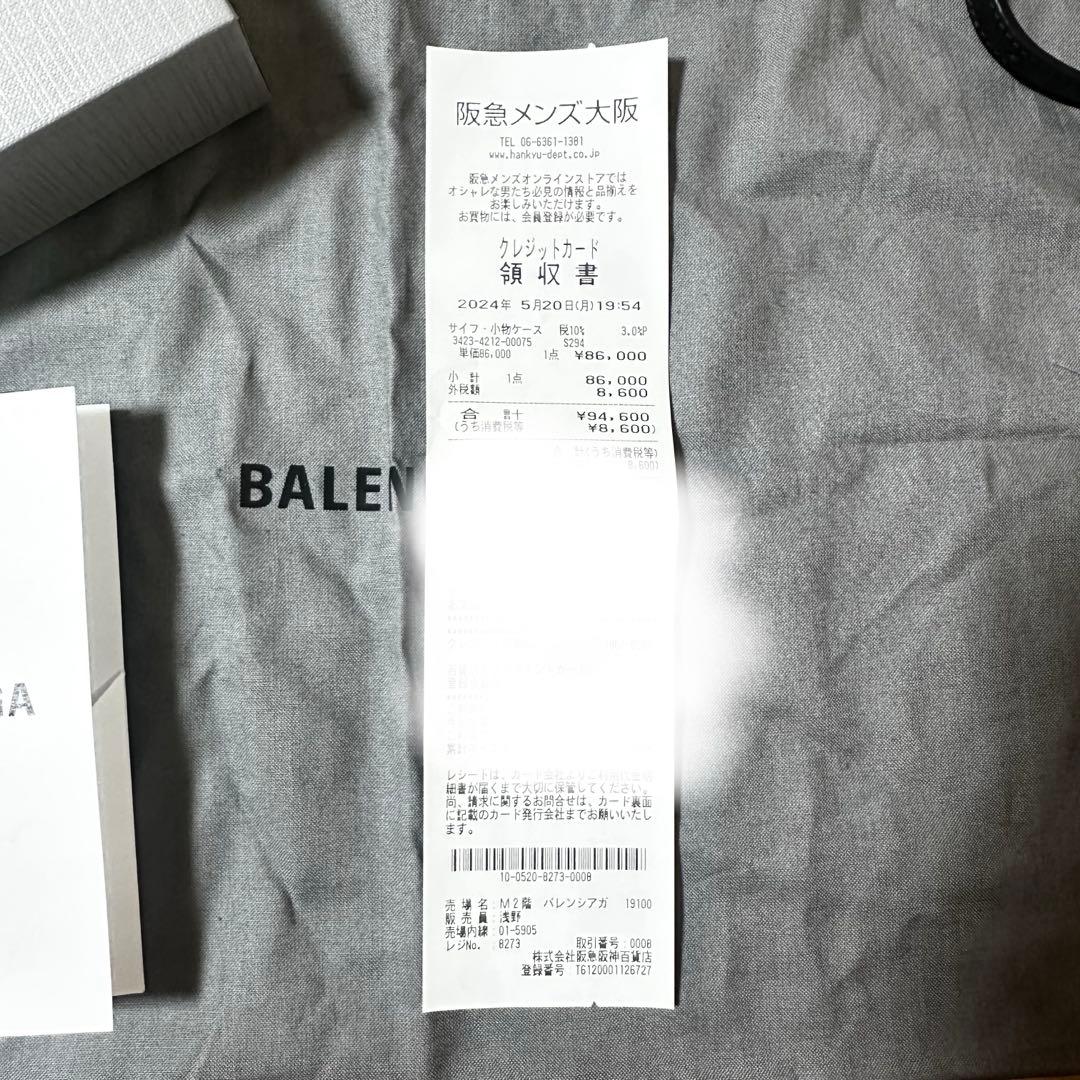 阪急メンズ大阪
TEL 06-6361-1381
www.hankyu-dept.co.jp
阪急メンズオンラインストアでは
オシャレな男たち必見の情報と品揃えを
お楽しみいただけます。
お買物には、会員登録が必要です。
クレジットカード
領収書
2024年 5月20日(月)19:54
サイフ・小物ケース 税10% 3.0%P
3423-4212-00075 S294
単価86,000 1点 ¥86,000
小計 1点 86,000
外税額 8,600
合計 ¥94,600
(うち消費税等 ¥8,600)
合 計(うち消費税等)
8,600)
BALEN
GA
レシートは、カード会社よりご利用代金明
細書が届くまで大切に保管してください。
尚、請求に関するお問合せは、カード裏面
に記載のカード発行会社までお願いいたし
ます。
10-0520-8273-0008
売場名:M2階 バレンシアガ 19100
販売員:浅野
売場内線:01-5905
レジNo. :8273 取引番号:0008
株式会社阪急阪神百貨店
登録番号:T6120001126727